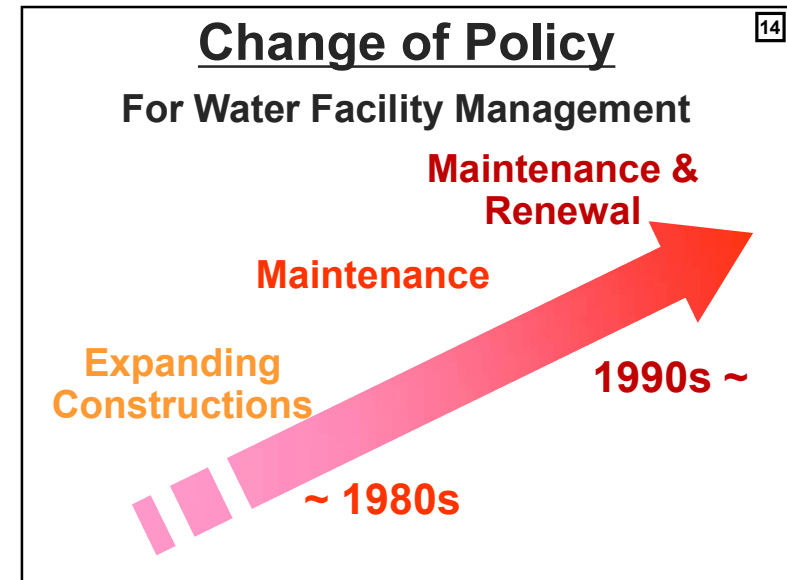 Change of Policy
14
For Water Facility Management
Maintenance &
Renewal
Maintenance
Expanding
Constructions
1990s ~
~ 1980s